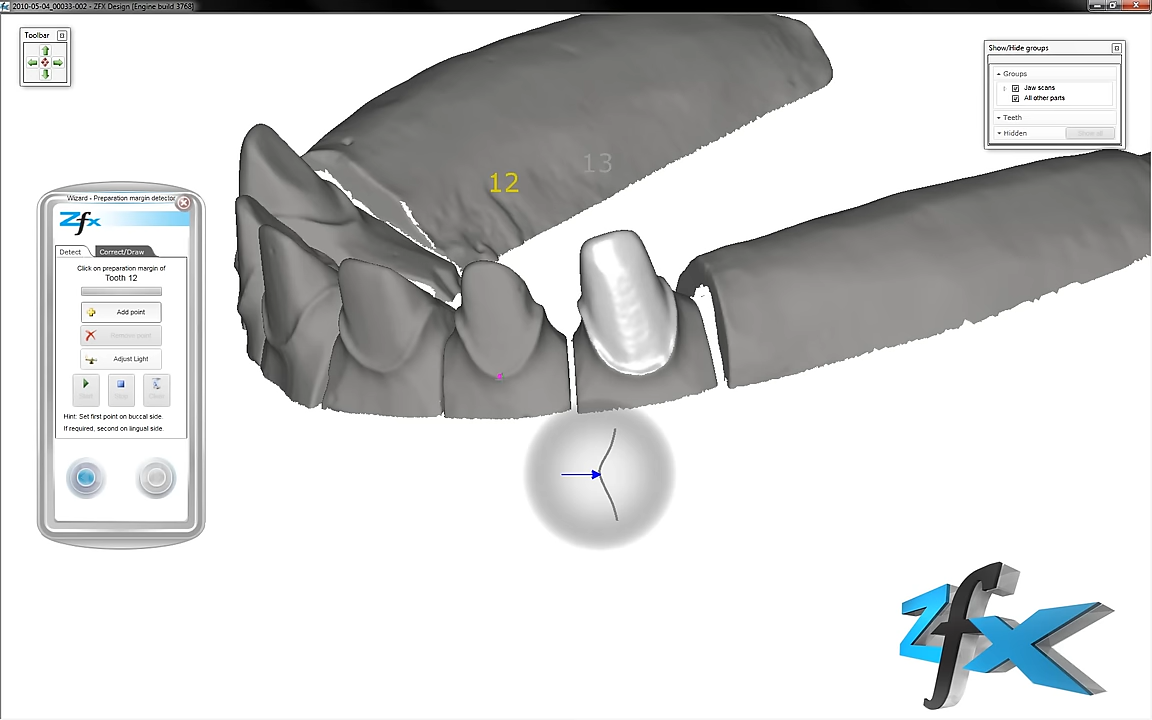 2010-05-04_00033-002 - ZFX Design [Engine build 3768]
Toolbar
Show/Hide groups
Groups
Jaw scans
All other parts
Teeth
Hidden
Show all
12
13
Wizard - Preparation margin detector
Zfx
Detect
Correct/Draw
Click on preparation margin of
Tooth 12
Add point
Remove point
Adjust Light
Start
Stop
Hint: Set first point on buccal side.
If required, second on lingual side.
zfx